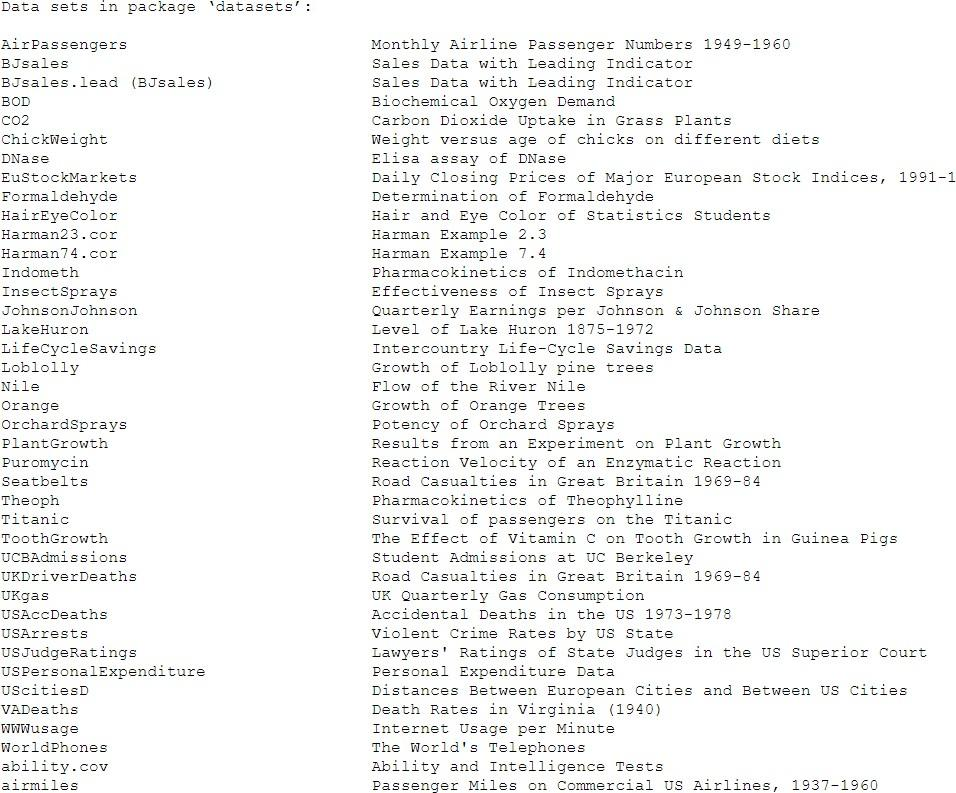 Data sets in package ‘datasets’:
AirPassengers Monthly Airline Passenger Numbers 1949-1960
BJsales Sales Data with Leading Indicator
BJsales.lead (BJsales) Sales Data with Leading Indicator
BOD Biochemical Oxygen Demand
CO2 Carbon Dioxide Uptake in Grass Plants
ChickWeight Weight versus age of chicks on different diets
DNase Elisa assay of DNase
EuStockMarkets Daily Closing Prices of Major European Stock Indices, 1991-1
Formaldehyde Determination of Formaldehyde
HairEyeColor Hair and Eye Color of Statistics Students
Harman23.cor Harman Example 2.3
Harman74.cor Harman Example 7.4
Indometh Pharmacokinetics of Indomethacin
InsectSprays Effectiveness of Insect Sprays
JohnsonJohnson Quarterly Earnings per Johnson & Johnson Share
LakeHuron Level of Lake Huron 1875-1972
LifeCycleSavings Intercountry Life-Cycle Savings Data
Loblolly Growth of Loblolly pine trees
Nile Flow of the River Nile
Orange Growth of Orange Trees
OrchardSprays Potency of Orchard Sprays
PlantGrowth Results from an Experiment on Plant Growth
Puromycin Reaction Velocity of an Enzymatic Reaction
Seatbelts Road Casualties in Great Britain 1969-84
Theoph Pharmacokinetics of Theophylline
Titanic Survival of passengers on the Titanic
ToothGrowth The Effect of Vitamin C on Tooth Growth in Guinea Pigs
UCBAdmissions Student Admissions at UC Berkeley
UKDriverDeaths Road Casualties in Great Britain 1969-84
UKgas UK Quarterly Gas Consumption
USAccDeaths Accidental Deaths in the US 1973-1978
USArrests Violent Crime Rates by US State
USJudgeRatings Lawyers' Ratings of State Judges in the US Superior Court
USPersonalExpenditure Personal Expenditure Data
UScitiesD Distances Between European Cities and Between US Cities
VADeaths Death Rates in Virginia (1940)
WWWusage Internet Usage per Minute
WorldPhones The World's Telephones
ability.cov Ability and Intelligence Tests
airmiles Passenger Miles on Commercial US Airlines, 1937-1960